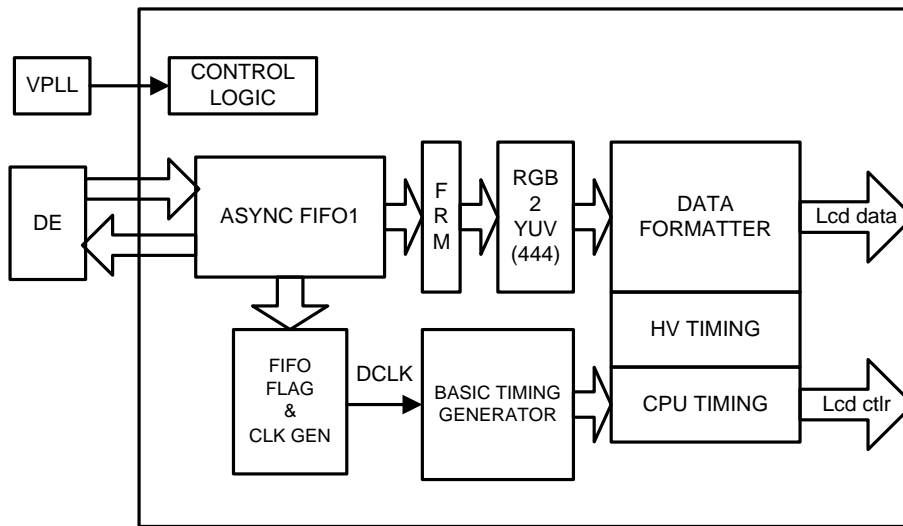 VPLL
CONTROL
LOGIC
DE
ASYNC FIFO1
F
R
M
RGB
2
YUV
(444)
DATA
FORMATTER
Lcd data
HV TIMING
CPU TIMING
Lcd ctlr
FIFO
FLAG
&
CLK GEN
DCLK
BASIC TIMING
GENERATOR